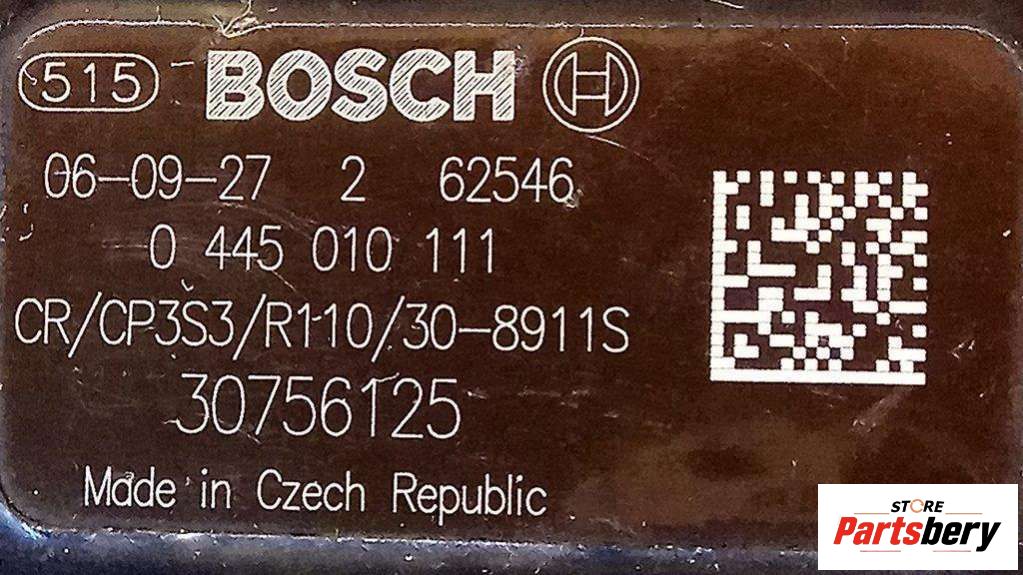 515 BOSCH
06-09-27 2 62546
0 445 010 111
CR/CP3S3/R110/30-8911S
30756125
Made in Czech Republic
STORE
Partsbery